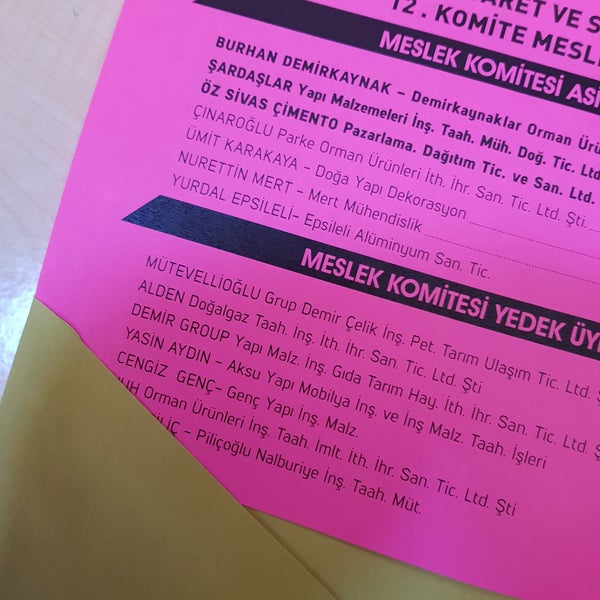 ARET VE S
12. KOMİTE MESL
MESLEK KOMİTESİ ASİ
BURHAN DEMİRKAYNAK – Demirkaynaklar Orman Ürü
ŞARDAŞLAR Yapı Malzemeleri İnş. Taah. Müh. Doğ. Tic. Ltd.
ÖZ SİVAS ÇİMENTO Pazarlama. Dağıtım Tic. ve San. Ltd.
ÇINAROĞLU Parke Orman Ürünleri İth. İhr. San. Tic. Ltd. Şti.
ÜMİT KARAKAYA – Doğa Yapı Dekorasyon
NURETTİN MERT – Mert Mühendislik
YURDAL EPSİLELİ– Epsileli Alüminyum San. Tic.
MESLEK KOMİTESİ YEDEK ÜYE
MÜTEVELLİOĞLU Grup Demir Çelik İnş. Pet. Tarım Ulaşım Tic. Ltd. Ş
ALDEN Doğalgaz Taah. İnş. İth. İhr. San. Tic. Ltd. Şti
DEMİR GROUP Yapı Malz. İnş. Gıda Tarım Hay. İth. İhr. San. Tic. Ltd. Şt
YASİN AYDIN – Aksu Yapı Mobilya İnş. ve İnş Malz. Taah. İşleri
CENGİZ GENÇ– Genç Yapı İnş. Malz.
UH Orman Ürünleri İnş. Taah. İmlt. İth. İhr. San. Tic. Ltd. Şti
İLİÇ – Piliçoğlu Nalburiye İnş. Taah. Müt.